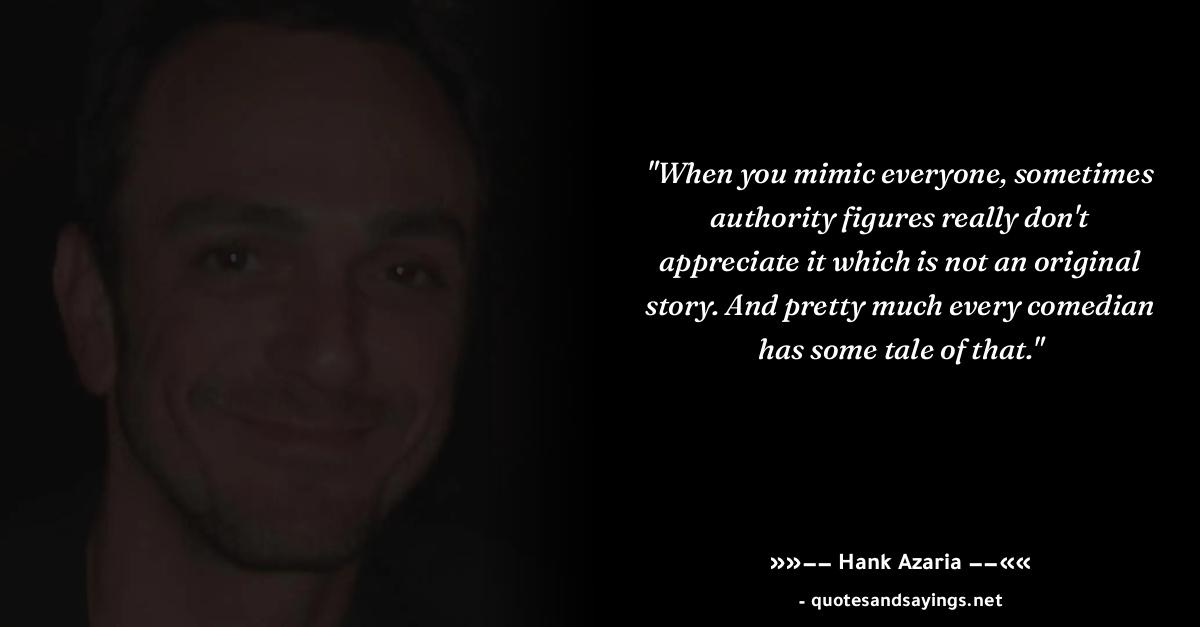 "When you mimic everyone, sometimes
authority figures really don't
appreciate it which is not an original
story. And pretty much every comedian
has some tale of that."
»»−− Hank Azaria −−««
- quotesandsayings.net